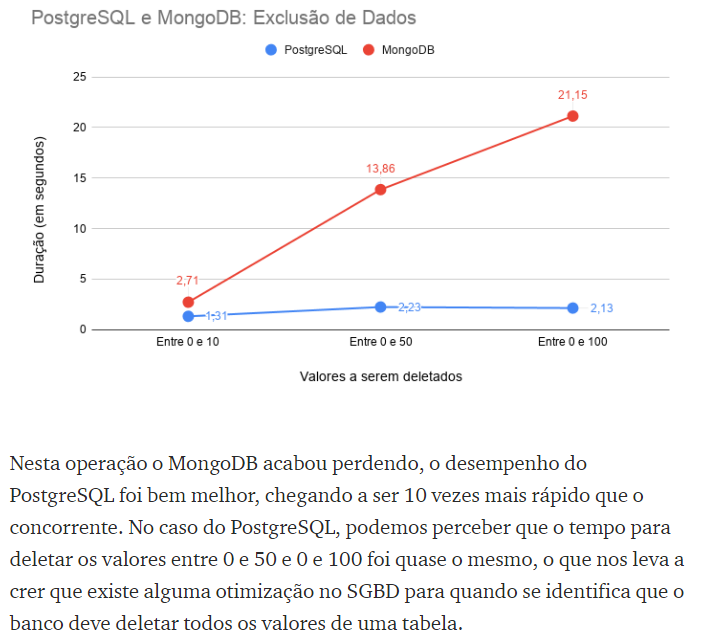 PostgreSQL e MongoDB: Exclusão de Dados
PostgreSQL MongoDB
25
20
15
10
5
0
Duração (em segundos)
2,71
13,86
21,15
1,31
2,23
2,13
Entre 0 e 10 Entre 0 e 50 Entre 0 e 100
Valores a serem deletados
Nesta operação o MongoDB acabou perdendo, o desempenho do
PostgreSQL foi bem melhor, chegando a ser 10 vezes mais rápido que o
concorrente. No caso do PostgreSQL, podemos perceber que o tempo para
deletar os valores entre 0 e 50 e 0 e 100 foi quase o mesmo, o que nos leva a
crer que existe alguma otimização no SGBD para quando se identifica que o
banco deve deletar todos os valores de uma tabela.